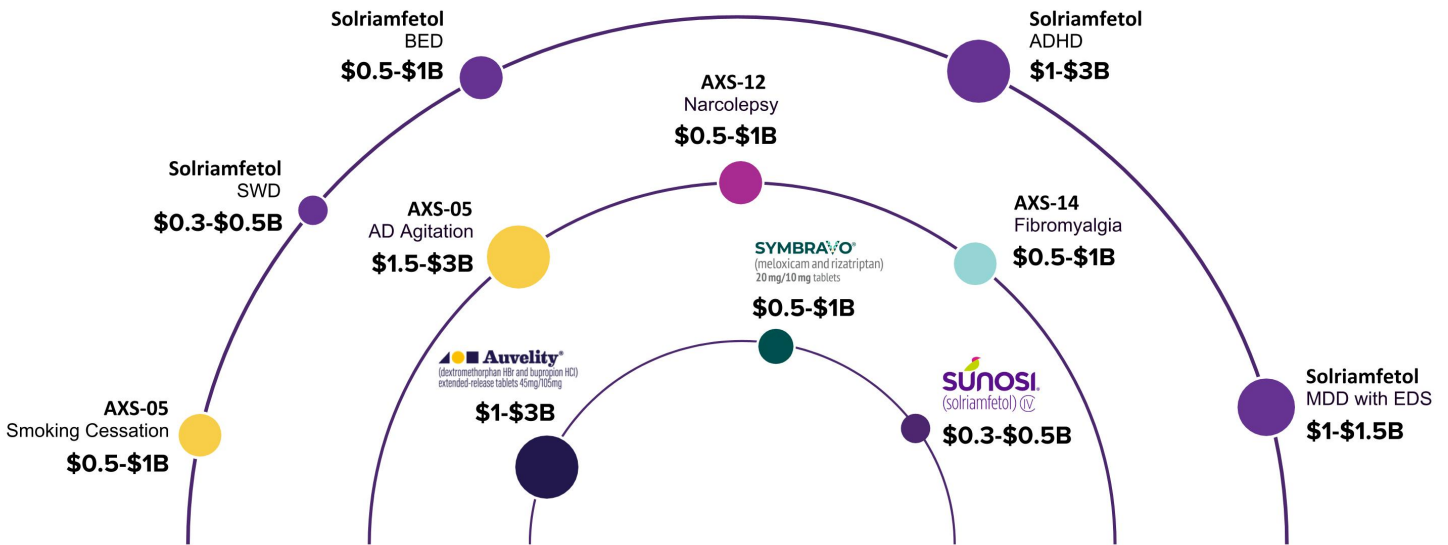 Solriamfetol
BED
$0.5-$1B
Solriamfetol
ADHD
$1-$3B
AXS-12
Narcolepsy
$0.5-$1B
Solriamfetol
SWD
$0.3-$0.5B
AXS-05
AD Agitation
$1.5-$3B
AXS-14
Fibromyalgia
$0.5-$1B
SYMBRAVO®
(meloxicam and rizatriptan)
20 mg/10 mg tablets
$0.5-$1B
Auvelity®
(dextromethorphan HBr and bupropion HCl)
extended-release tablets 45mg/105mg
$1-$3B
sunosi®
(solriamfetol) IV
$0.3-$0.5B
Solriamfetol
MDD with EDS
$1-$1.5B
AXS-05
Smoking Cessation
$0.5-$1B